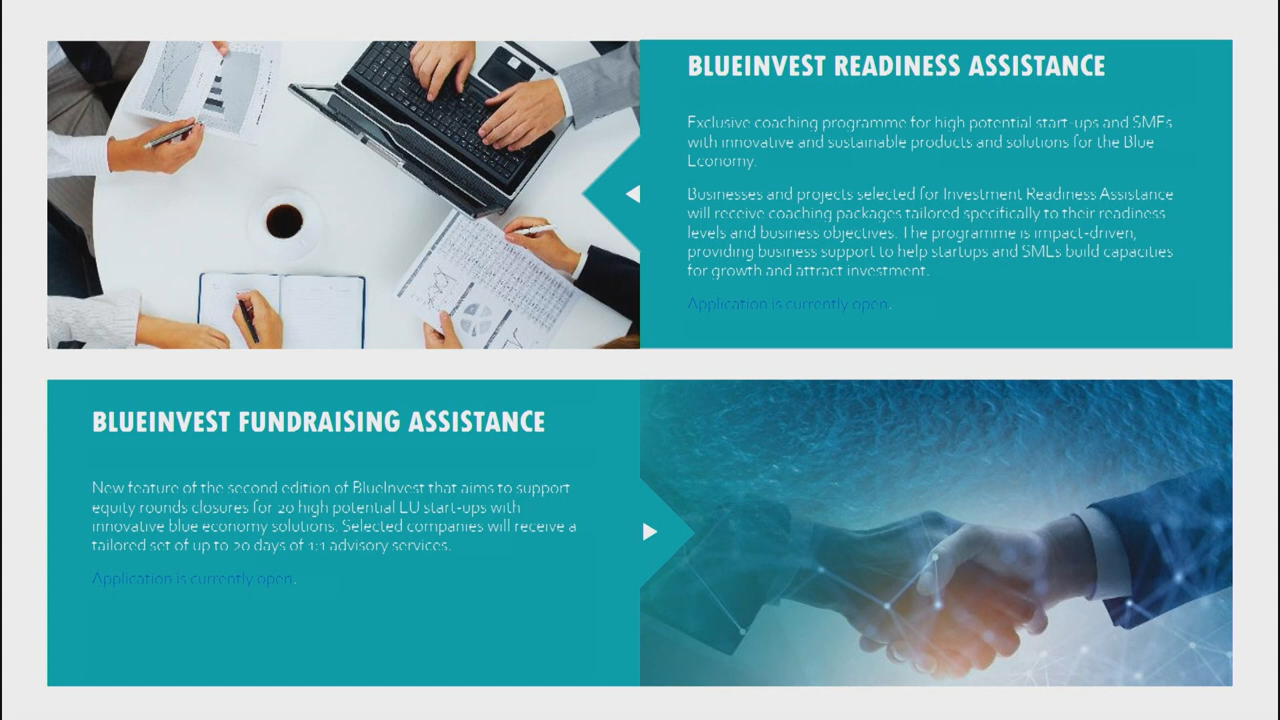 BLUEINVEST READINESS ASSISTANCE
Exclusive coaching programme for high potential start-ups and SMEs
with innovative and sustainable products and solutions for the Blue
Economy.
Businesses and projects selected for Investment Readiness Assistance
will receive coaching packages tailored specifically to their readiness
levels and business objectives. The programme is impact-driven,
providing business support to help startups and SMEs build capacities
for growth and attract investment.
Application is currently open.
BLUEINVEST FUNDRAISING ASSISTANCE
New feature of the second edition of BlueInvest that aims to support
equity rounds closures for 20 high potential EU start-ups with
innovative blue economy solutions. Selected companies will receive a
tailored set of up to 20 days of 1:1 advisory services.
Application is currently open.